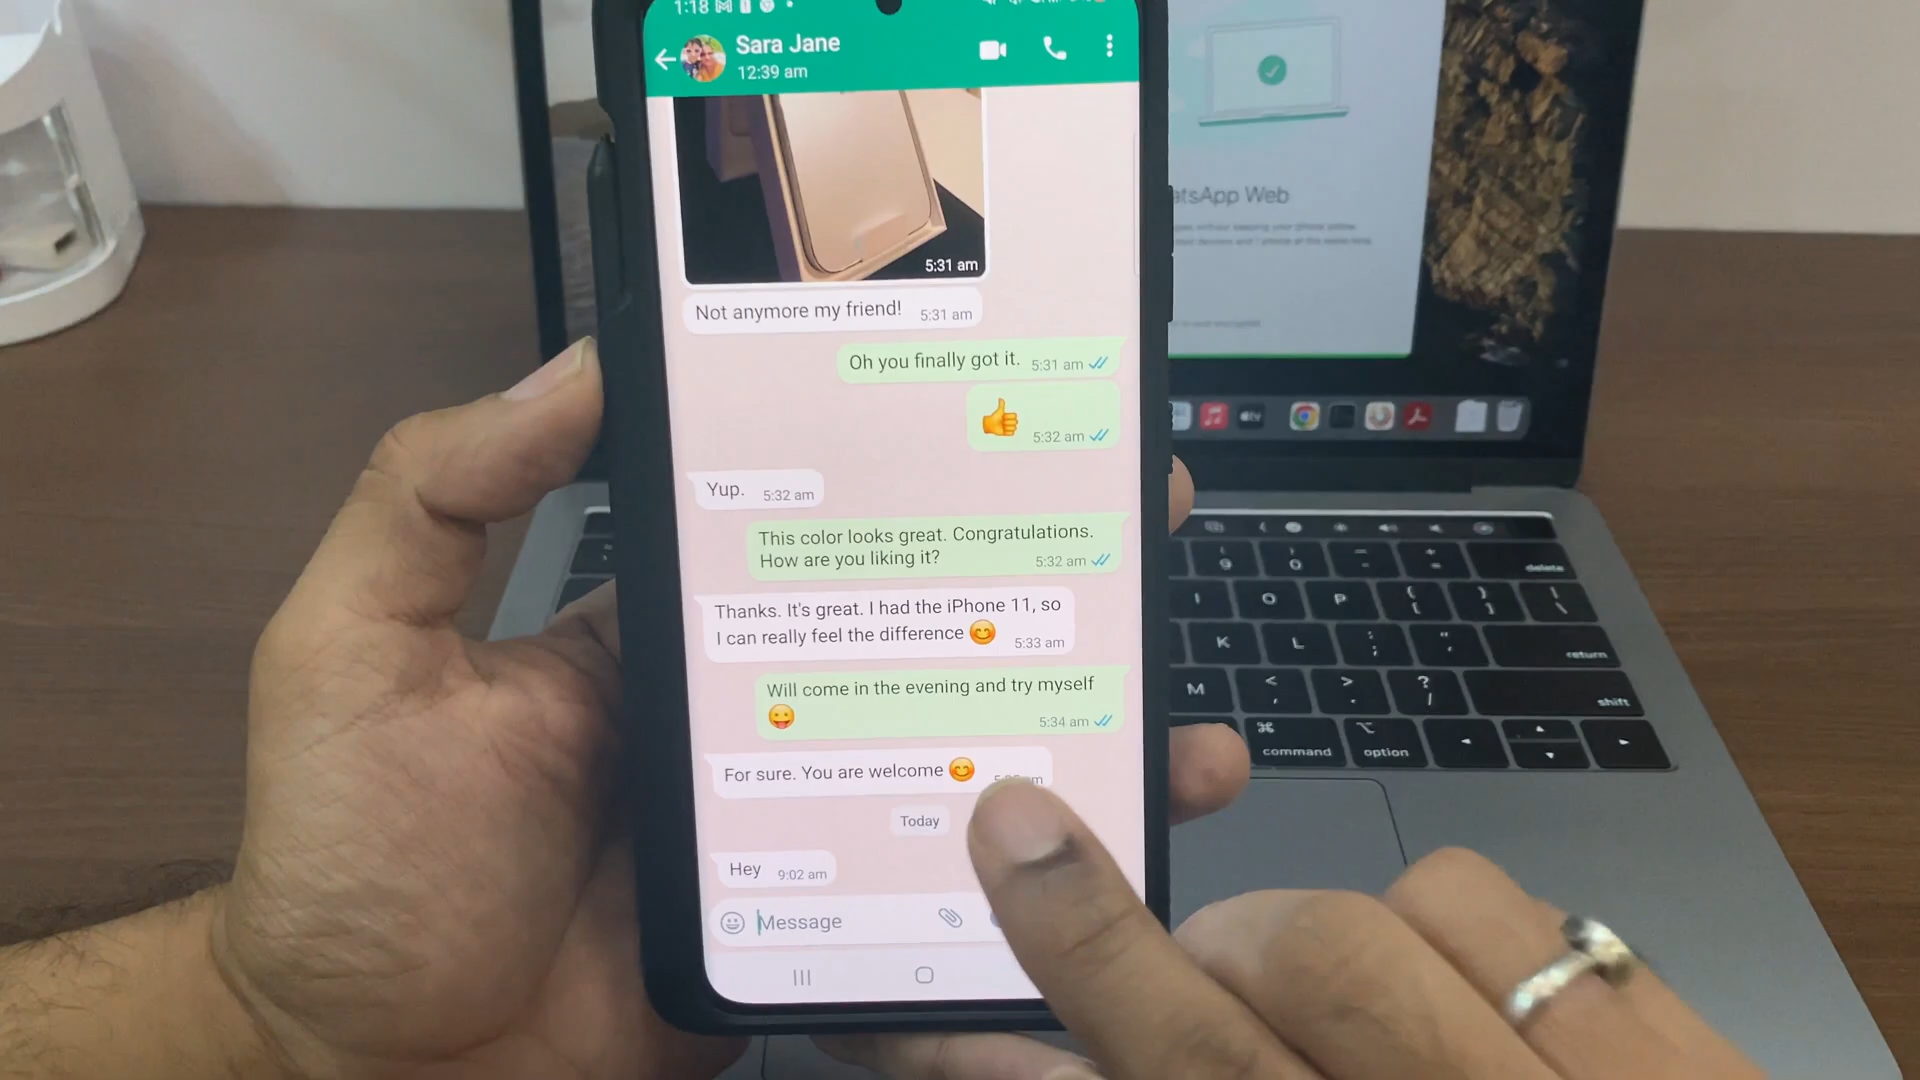 1:18
Sara Jane
12:39 am
5:31 am
Not anymore my friend! 5:31 am
Oh you finally got it. 5:31 am
👍 5:32 am
Yup. 5:32 am
This color looks great. Congratulations.
How are you liking it? 5:32 am
Thanks. It's great. I had the iPhone 11, so
I can really feel the difference 😊 5:33 am
Will come in the evening and try myself
😛 5:34 am
For sure. You are welcome 😊
Today
Hey 9:02 am
Message
atsApp Web
tv
9 0 - + delete
I O P { [ } ] | \
K L : ; " ' return
M < , > . ? / shift
command option